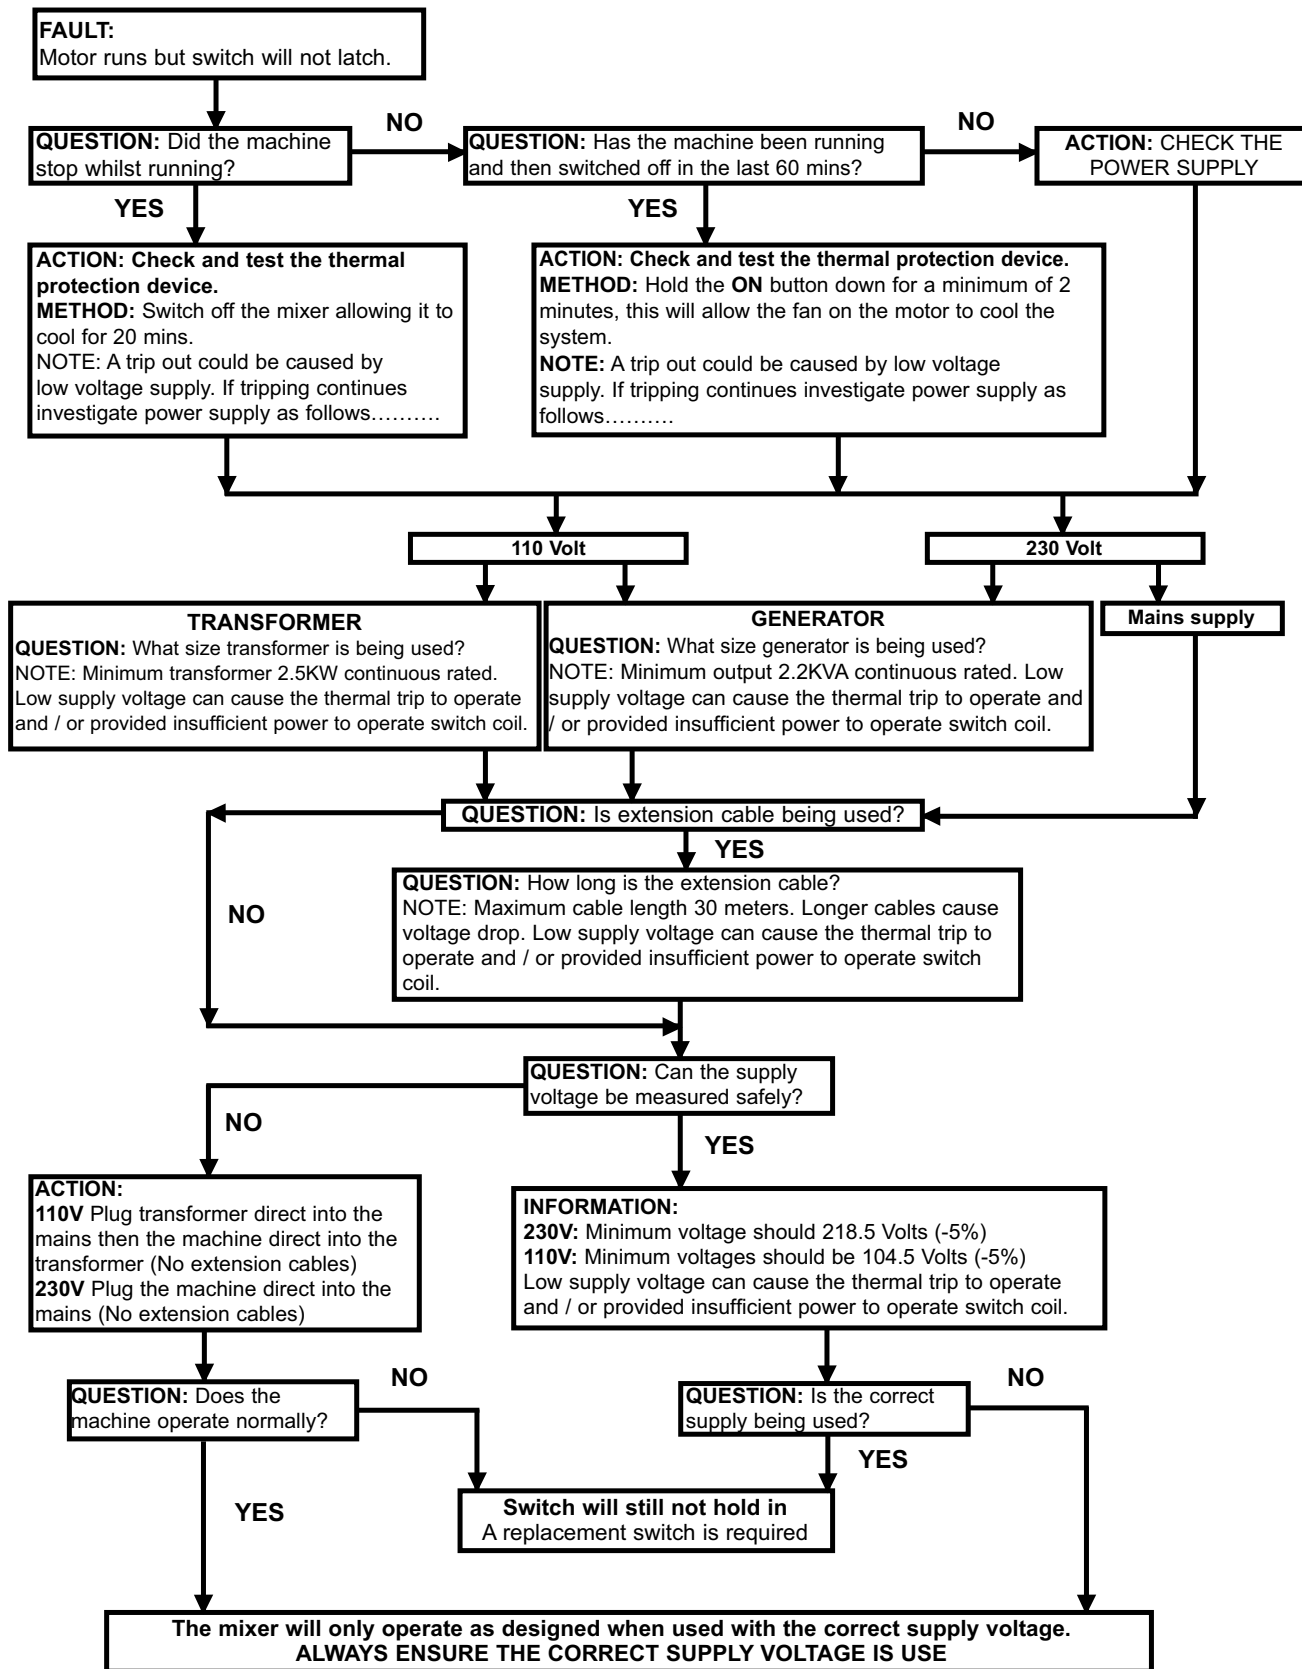 FAULT:
Motor runs but switch will not latch.
QUESTION: Did the machine
stop whilst running?
NO
QUESTION: Has the machine been running
and then switched off in the last 60 mins?
NO
ACTION: CHECK THE
POWER SUPPLY
YES
YES
ACTION: Check and test the thermal
protection device.
METHOD: Switch off the mixer allowing it to
cool for 20 mins.
NOTE: A trip out could be caused by
low voltage supply. If tripping continues
investigate power supply as follows……….
ACTION: Check and test the thermal protection device.
METHOD: Hold the ON button down for a minimum of 2
minutes, this will allow the fan on the motor to cool the
system.
NOTE: A trip out could be caused by low voltage
supply. If tripping continues investigate power supply as
follows……….
110 Volt
230 Volt
TRANSFORMER
QUESTION: What size transformer is being used?
NOTE: Minimum transformer 2.5KW continuous rated.
Low supply voltage can cause the thermal trip to operate
and / or provided insufficient power to operate switch coil.
GENERATOR
QUESTION: What size generator is being used?
NOTE: Minimum output 2.2KVA continuous rated. Low
supply voltage can cause the thermal trip to operate and
/ or provided insufficient power to operate switch coil.
Mains supply
QUESTION: Is extension cable being used?
YES
NO
QUESTION: How long is the extension cable?
NOTE: Maximum cable length 30 meters. Longer cables cause
voltage drop. Low supply voltage can cause the thermal trip to
operate and / or provided insufficient power to operate switch
coil.
QUESTION: Can the supply
voltage be measured safely?
NO
YES
ACTION:
110V Plug transformer direct into the
mains then the machine direct into the
transformer (No extension cables)
230V Plug the machine direct into the
mains (No extension cables)
INFORMATION:
230V: Minimum voltage should 218.5 Volts (-5%)
110V: Minimum voltages should be 104.5 Volts (-5%)
Low supply voltage can cause the thermal trip to operate
and / or provided insufficient power to operate switch coil.
QUESTION: Does the
machine operate normally?
NO
QUESTION: Is the correct
supply being used?
NO
YES
YES
Switch will still not hold in
A replacement switch is required
The mixer will only operate as designed when used with the correct supply voltage.
ALWAYS ENSURE THE CORRECT SUPPLY VOLTAGE IS USE